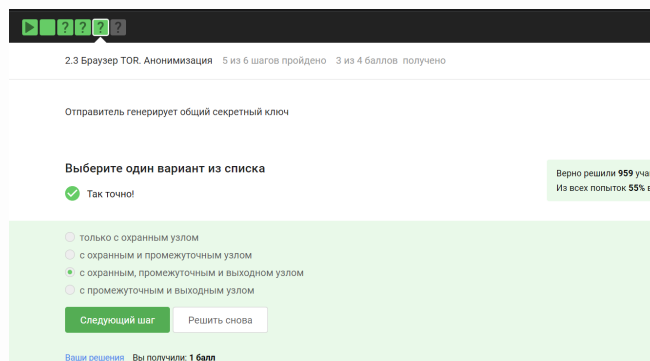 ? ? ? ?
2.3 Браузер TOR. Анонимизация 5 из 6 шагов пройдено 3 из 4 баллов получено
Отправитель генерирует общий секретный ключ
Выберите один вариант из списка
Так точно!
Верно решили 959
Из всех попыток 55%
только с охранным узлом
с охранным и промежуточным узлом
с охранным, промежуточным и выходном узлом
с промежуточным и выходным узлом
Следующий шаг Решить снова
Ваши решения Вы получили: 1 балл